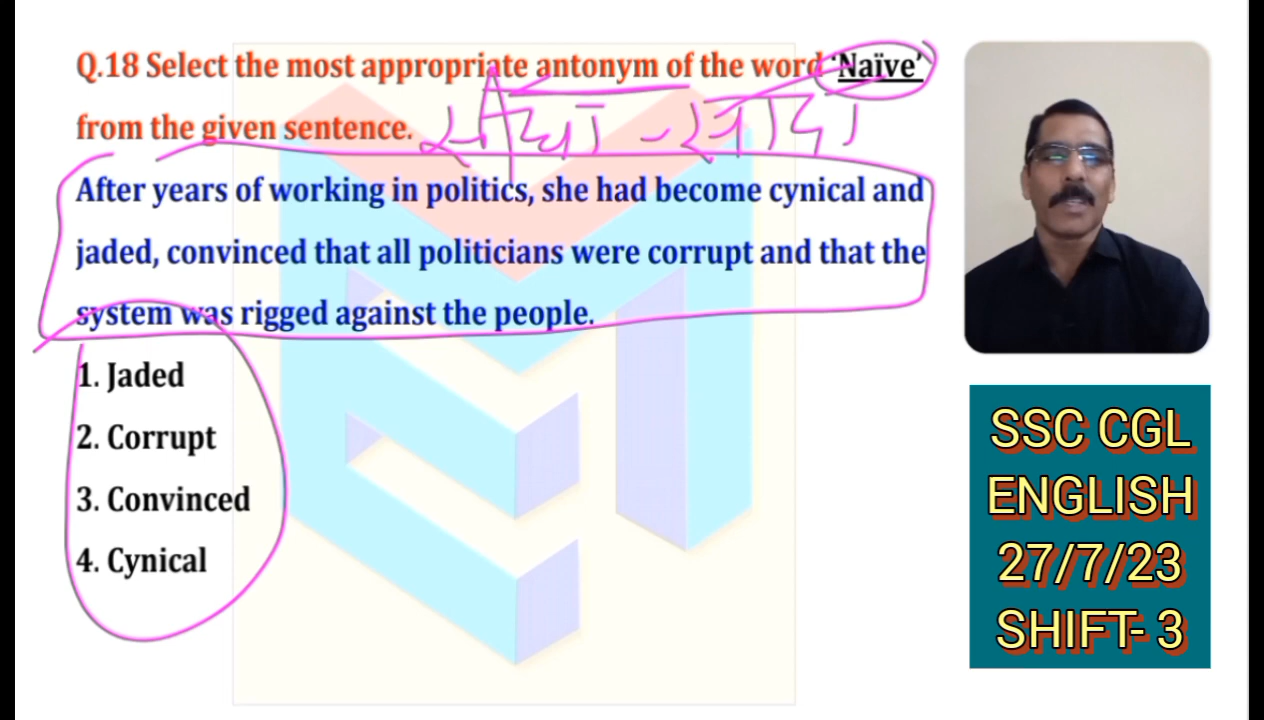 Q.18 Select the most appropriate antonym of the word 'Naïve'
from the given sentence.
सीधा - सादा
After years of working in politics, she had become cynical and
jaded, convinced that all politicians were corrupt and that the
system was rigged against the people.
1. Jaded
2. Corrupt
3. Convinced
4. Cynical
SSC CGL
ENGLISH
27/7/23
SHIFT- 3